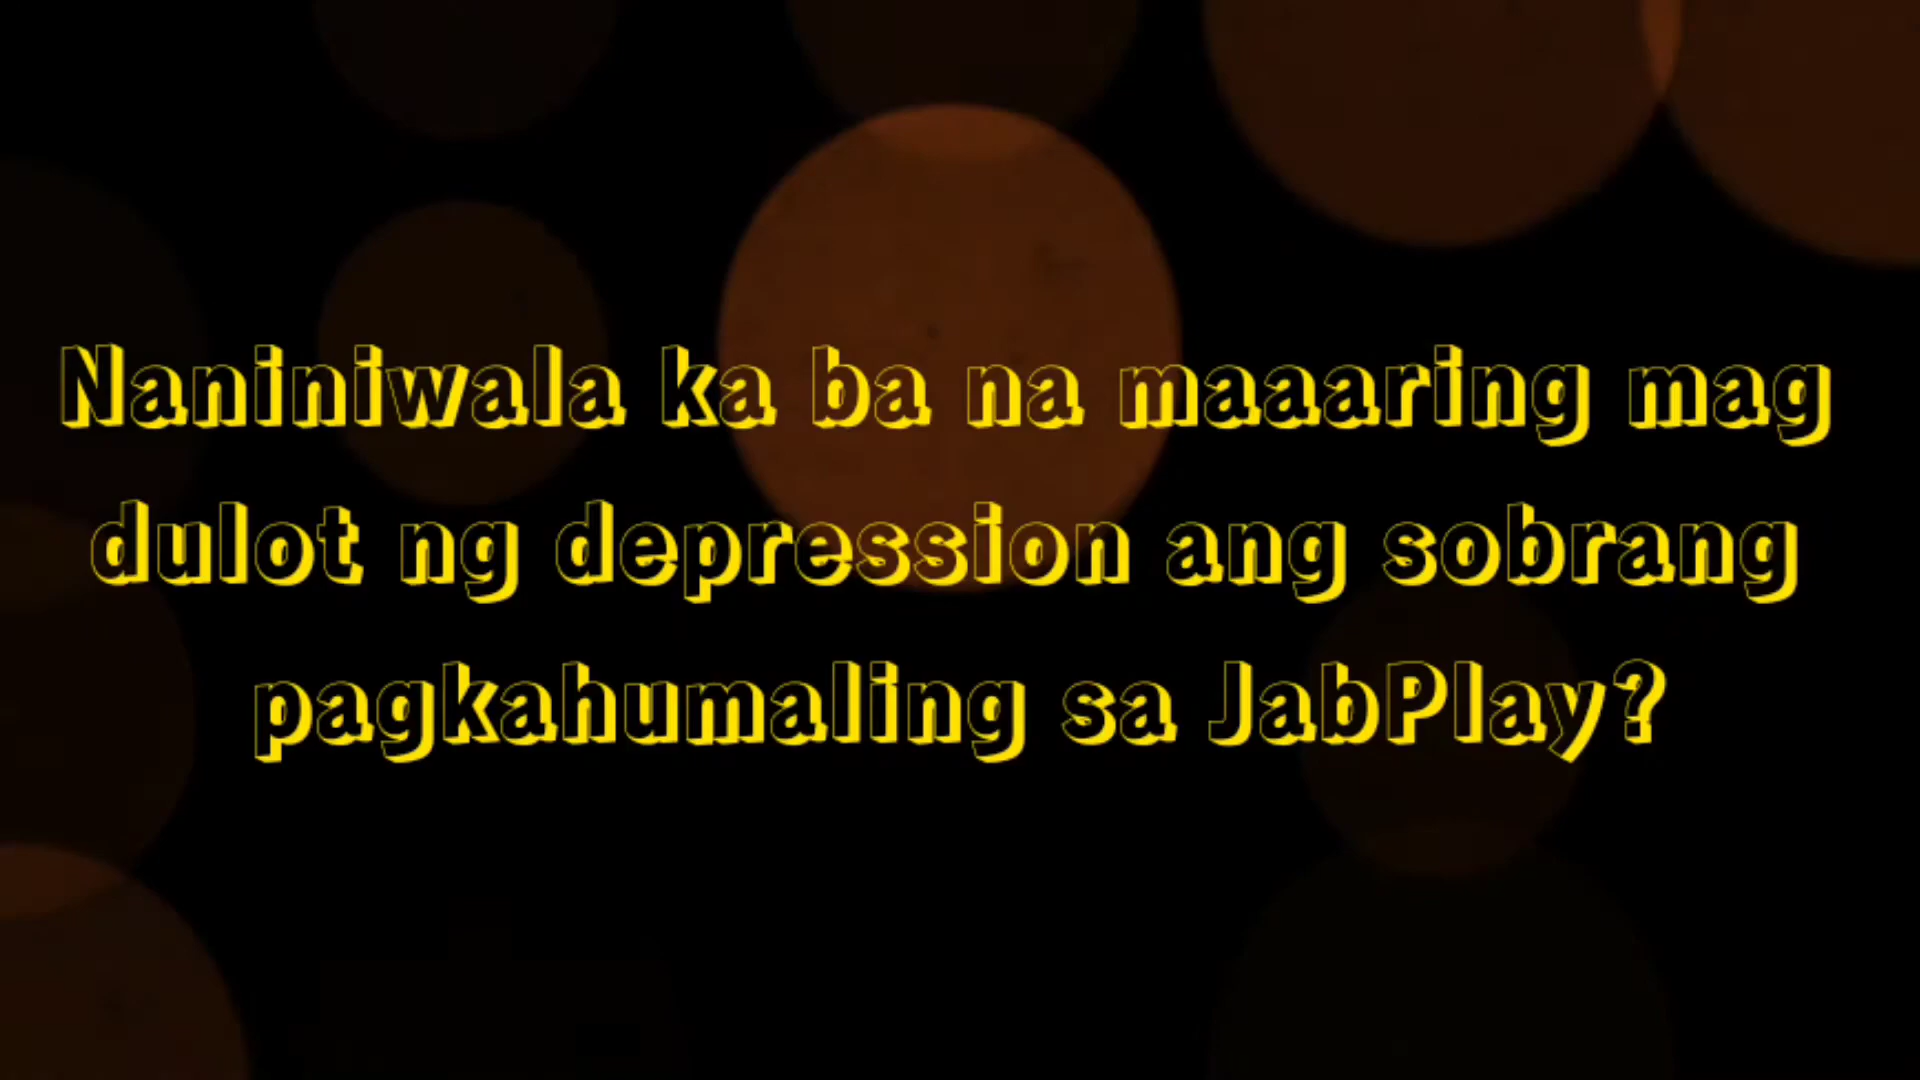 Naniniwala ka ba na maaaring mag
dulot ng depression ang sobrang
pagkahumaling sa JabPlay?